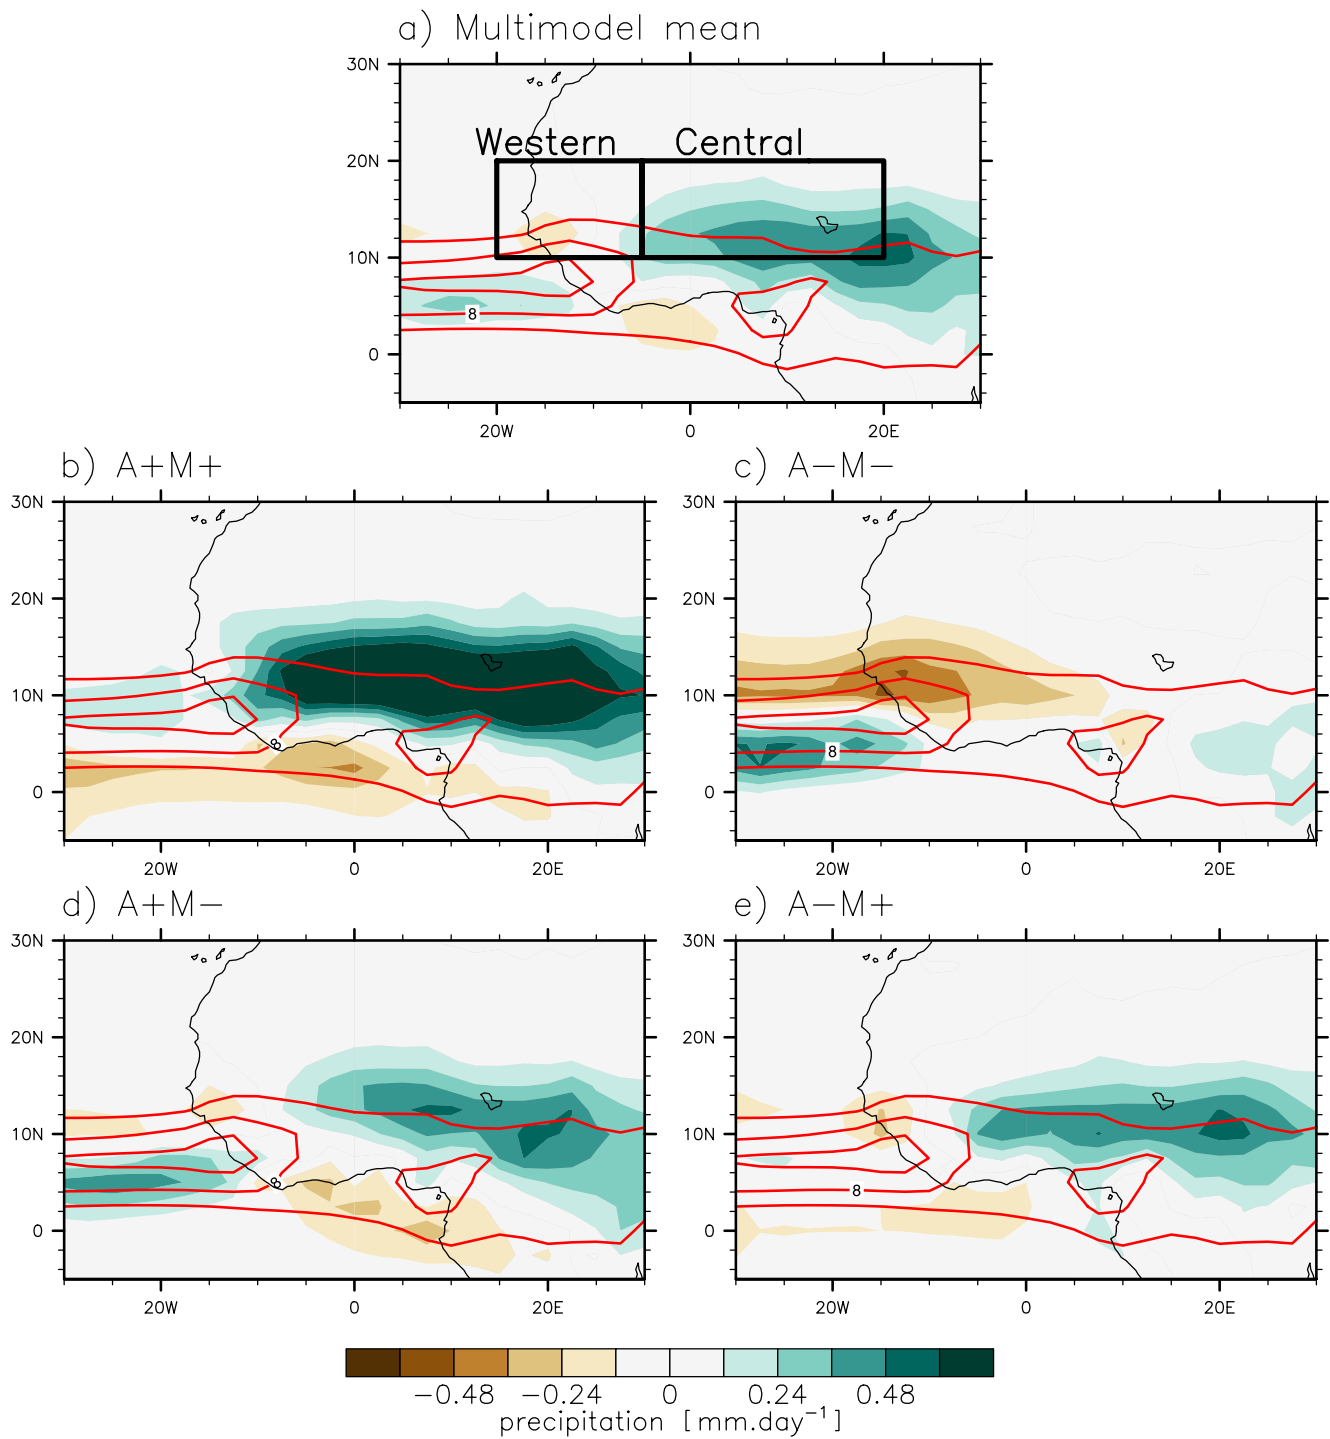 a) Multimodel mean
30N
Western Central
20N
10N
8
0
20W 0 20E
b) A+M+
c) A−M−
30N 30N
20N 20N
10N 10N
8 8
0 0
20W 0 20E 20W 0 20E
d) A+M−
e) A−M+
30N 30N
20N 20N
10N 10N
8 8
0 0
20W 0 20E 20W 0 20E
−0.48 −0.24 0 0.24 0.48
precipitation [mm.day⁻¹]